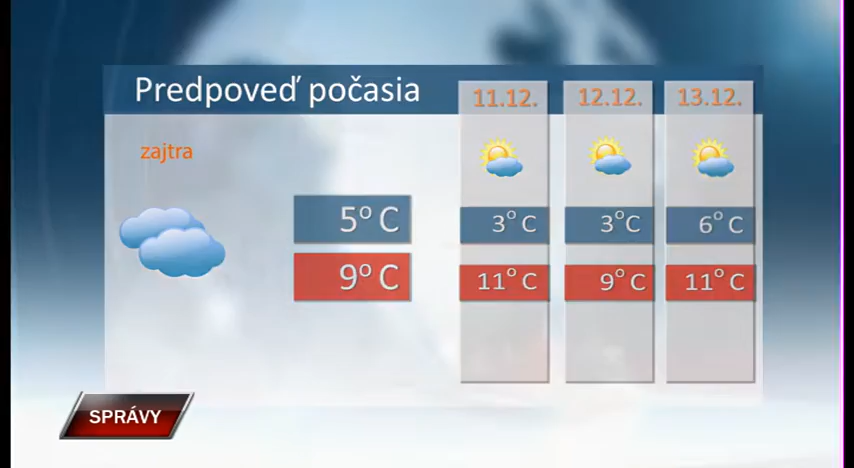 Predpoveď počasia
11.12. 12.12. 13.12.
zajtra
5° C 3° C 3°C 6° C
9° C 11° C 9° C 11° C
SPRÁVY